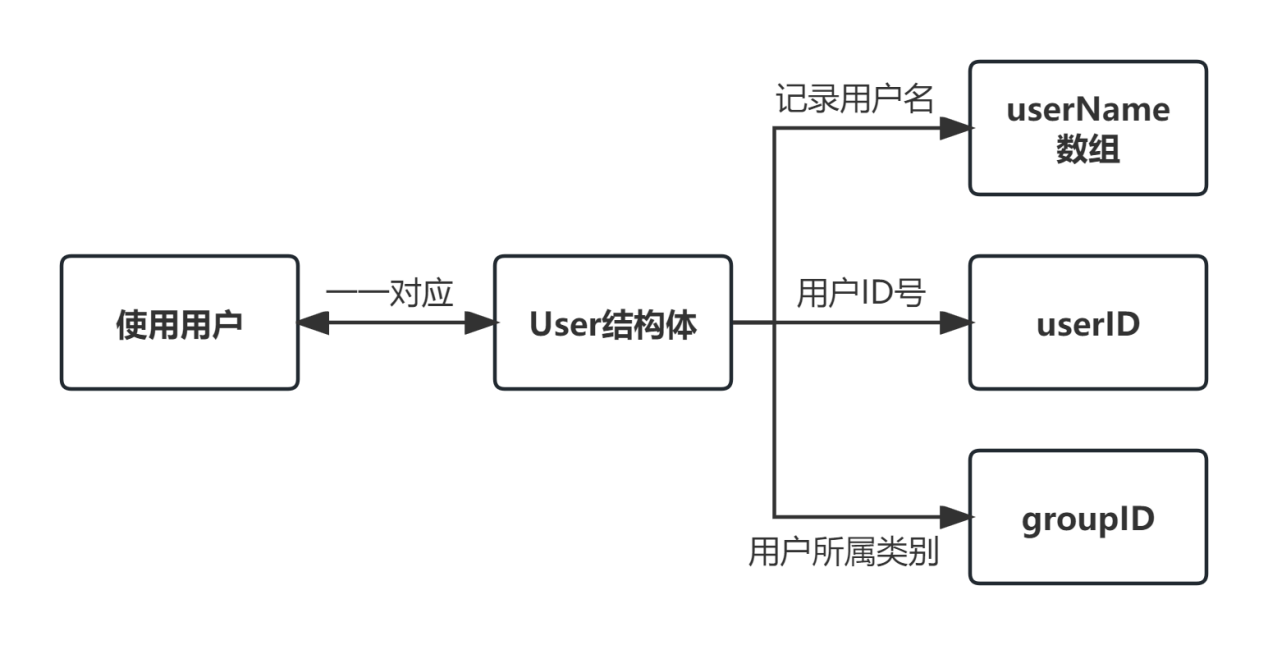 记录用户名
userName
数组
使用用户
一一对应
User结构体
用户ID号
userID
用户所属类别
groupID